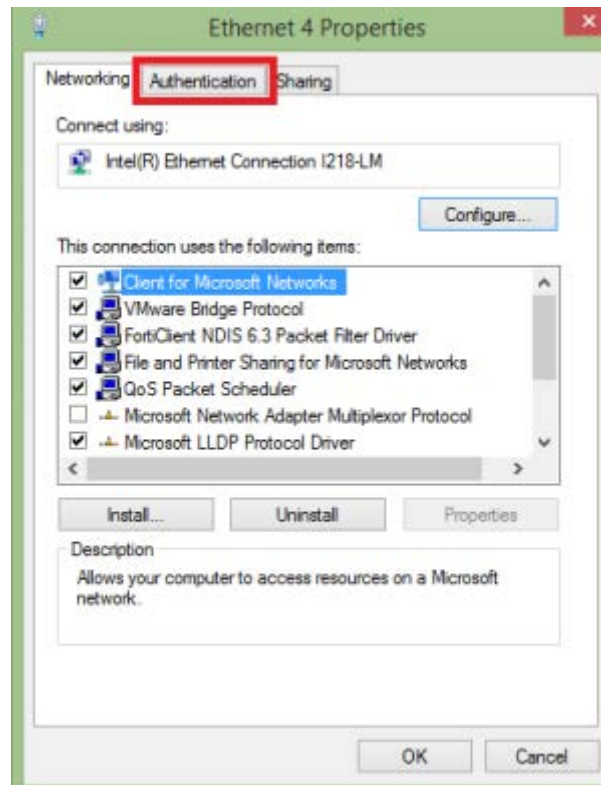 Ethernet 4 Properties
Networking Authentication Sharing
Connect using:
Intel(R) Ethernet Connection I218-LM
Configure...
This connection uses the following items:
Client for Microsoft Networks
VMware Bridge Protocol
FortiClient NDIS 6.3 Packet Filter Driver
File and Printer Sharing for Microsoft Networks
QoS Packet Scheduler
Microsoft Network Adapter Multiplexor Protocol
Microsoft LLDP Protocol Driver
Install... Uninstall Properties
Description
Allows your computer to access resources on a Microsoft
network.
OK Cancel